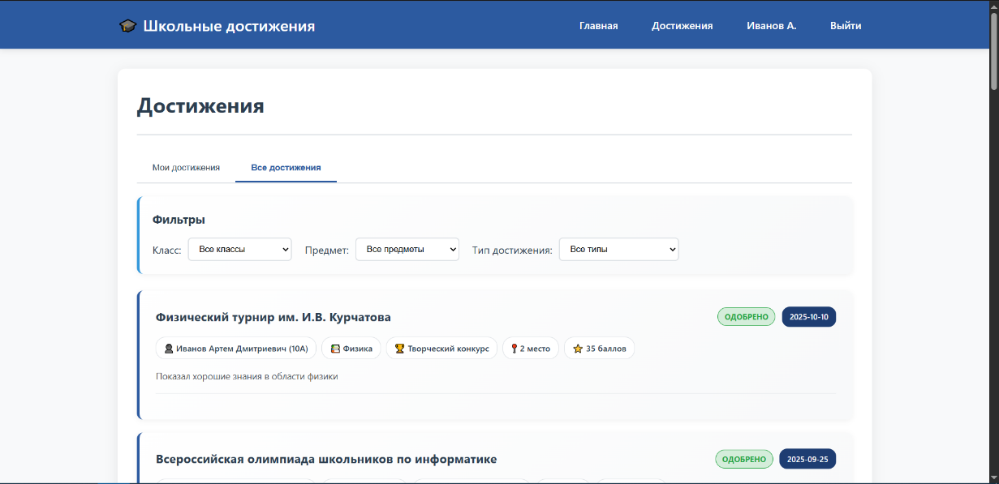 Школьные достижения
Главная
Достижения
Иванов А.
Выйти
Достижения
Мои достижения
Все достижения
Фильтры
Класс: Все классы
Предмет: Все предметы
Тип достижения: Все типы
Физический турнир им. И.В. Курчатова
ОДОБРЕНО
2025-10-10
Иванов Артем Дмитриевич (10А)
Физика
Творческий конкурс
2 место
35 баллов
Показал хорошие знания в области физики
Всероссийская олимпиада школьников по информатике
ОДОБРЕНО
2025-09-25